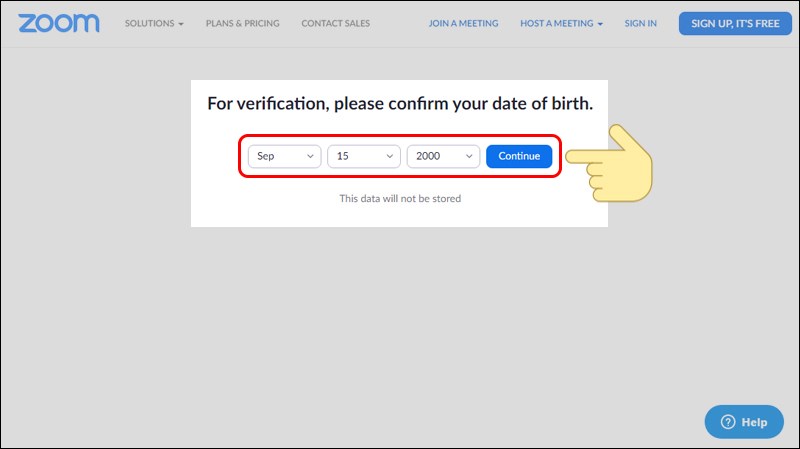 zoom SOLUTIONS PLANS & PRICING CONTACT SALES JOIN A MEETING HOST A MEETING SIGN IN SIGN UP, IT'S FREE
For verification, please confirm your date of birth.
Sep 15 2000 Continue
This data will not be stored
Help